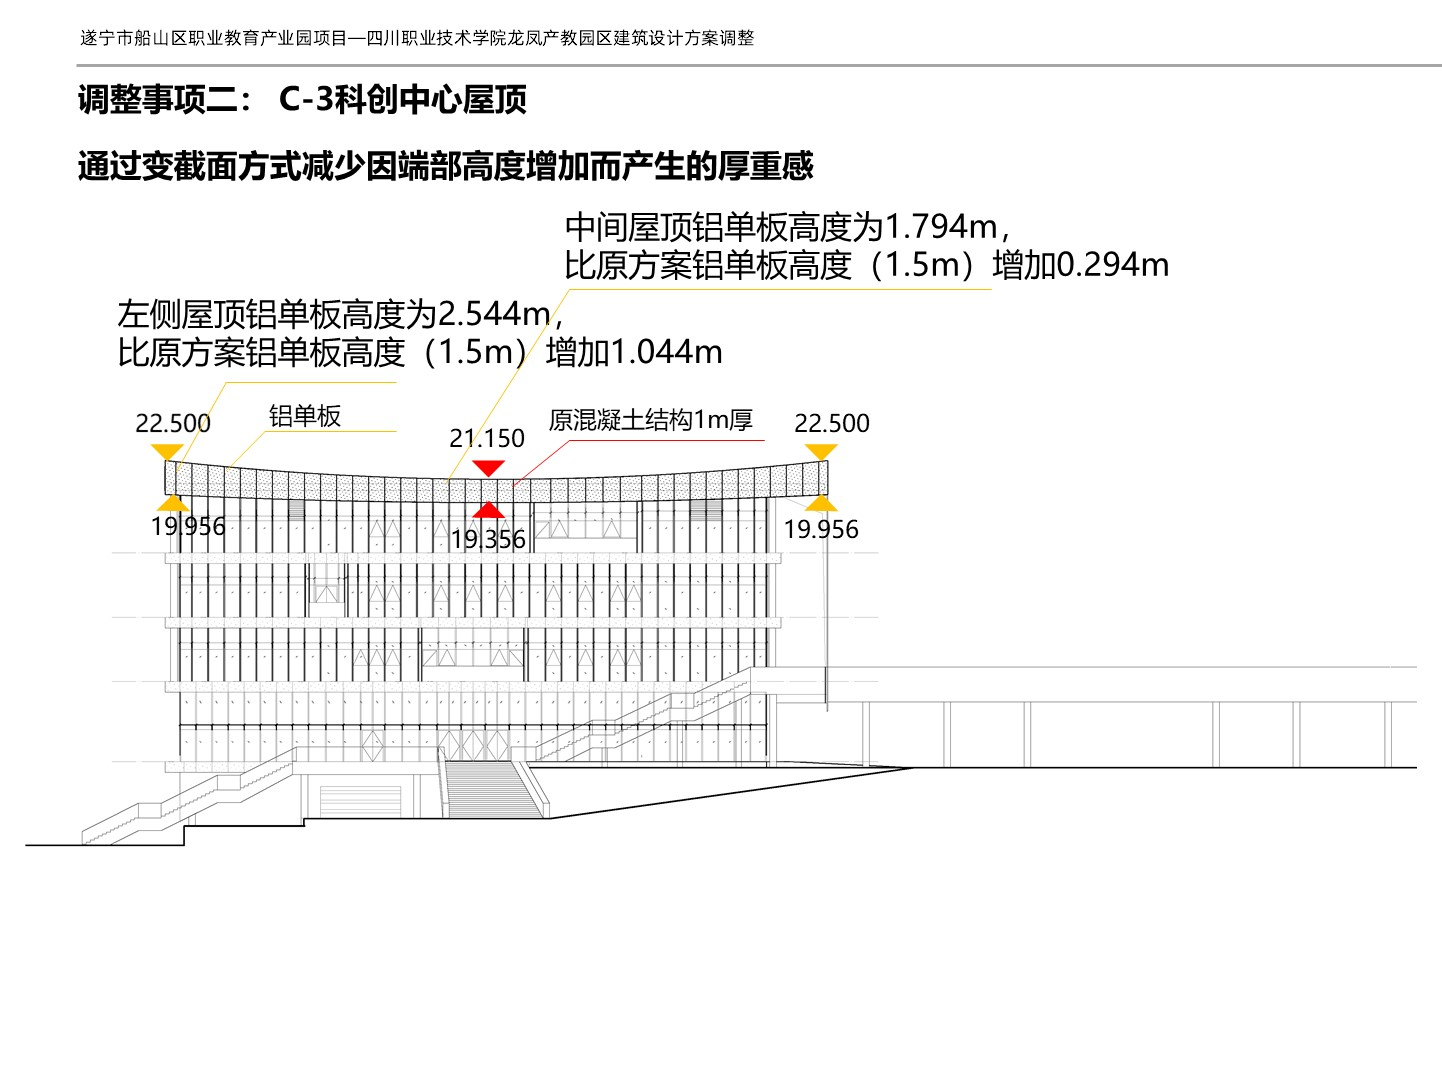 遂宁市船山区职业教育产业园项目—四川职业技术学院龙凤产教园区建筑设计方案调整
调整事项二： C-3科创中心屋顶
通过变截面方式减少因端部高度增加而产生的厚重感
中间屋顶铝单板高度为1.794m，
比原方案铝单板高度（1.5m）增加0.294m
左侧屋顶铝单板高度为2.544m，
比原方案铝单板高度（1.5m）增加1.044m
22.500
铝单板
21.150
原混凝土结构1m厚
22.500
19.956
19.356
19.956